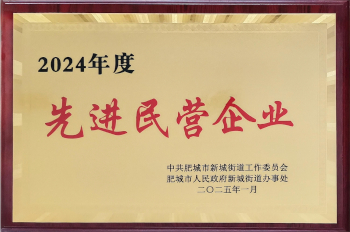 2024年度
先进民营企业
中共肥城市新城街道工作委员会
肥城市人民政府新城街道办事处
二〇二五年一月